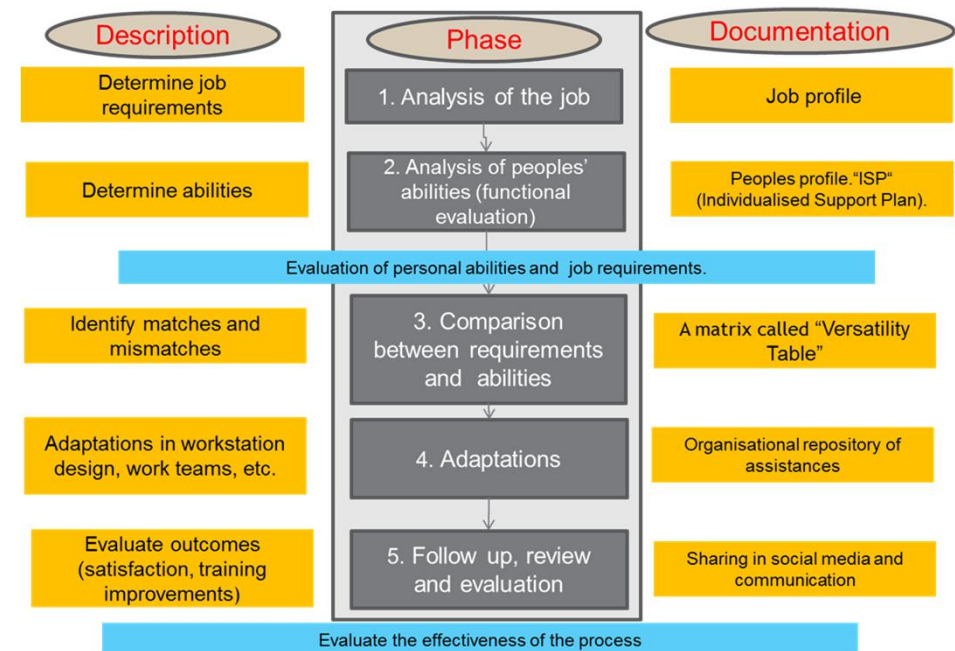 Description
Phase
Documentation
Determine job
requirements
1. Analysis of the job
Job profile
Determine abilities
2. Analysis of peoples’
abilities (functional
evaluation)
Peoples profile.“ISP“
(Individualised Support Plan).
Evaluation of personal abilities and job requirements.
Identify matches and
mismatches
3. Comparison
between requirements
and abilities
A matrix called “Versatility
Table”
Adaptations in workstation
design, work teams, etc.
4. Adaptations
Organisational repository of
assistances
Evaluate outcomes
(satisfaction, training
improvements)
5. Follow up, review
and evaluation
Sharing in social media and
communication
Evaluate the effectiveness of the process